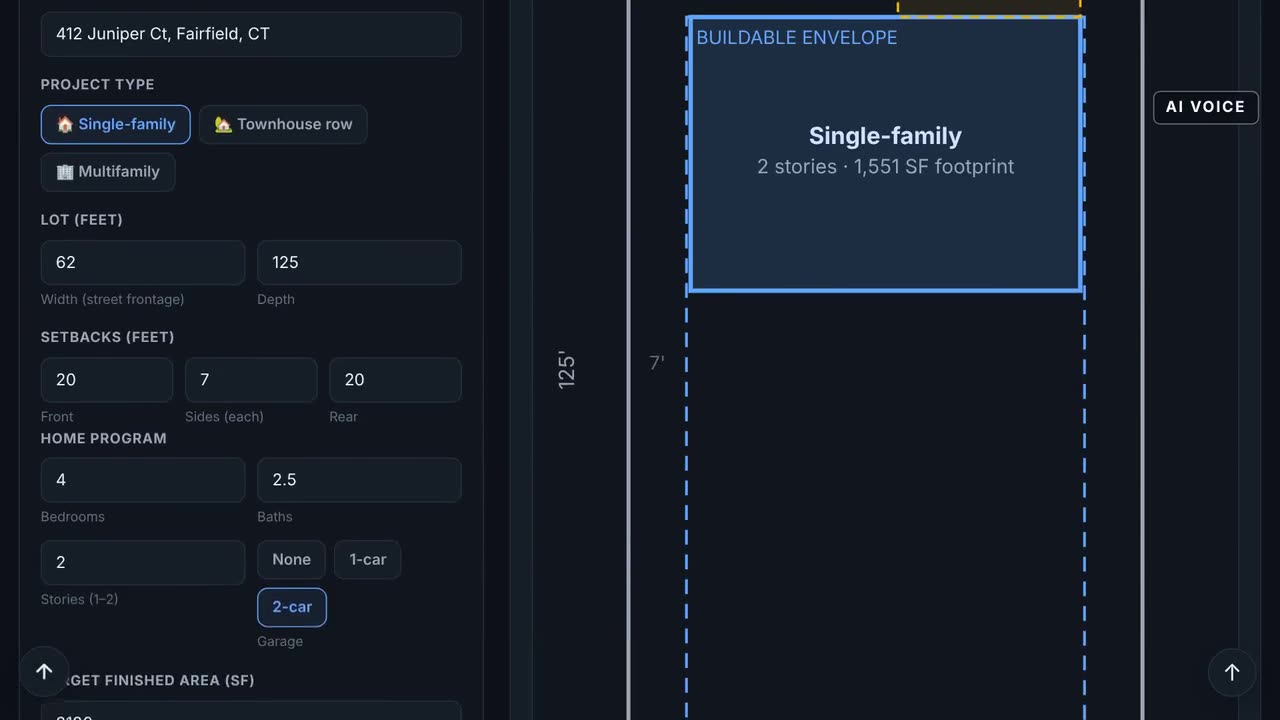 412 Juniper Ct, Fairfield, CT
PROJECT TYPE
🏠 Single-family
🏡 Townhouse row
🏢 Multifamily
LOT (FEET)
62
125
Width (street frontage)
Depth
SETBACKS (FEET)
20
7
20
Front
Sides (each)
Rear
HOME PROGRAM
4
2.5
Bedrooms
Baths
2
None
1-car
Stories (1–2)
2-car
Garage
FINISHED AREA (SF)
BUILDABLE ENVELOPE
Single-family
2 stories · 1,551 SF footprint
125'
7'
AI VOICE